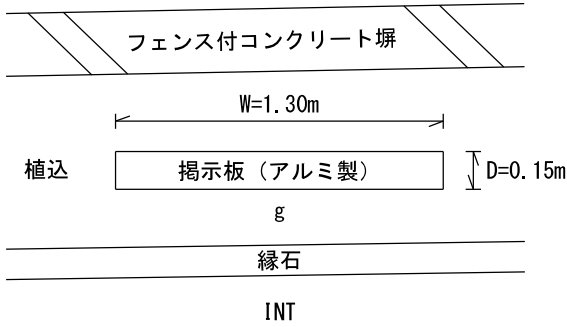 フェンス付コンクリート塀
W=1.30m
植込
掲示板（アルミ製）
D=0.15m
g
縁石
INT